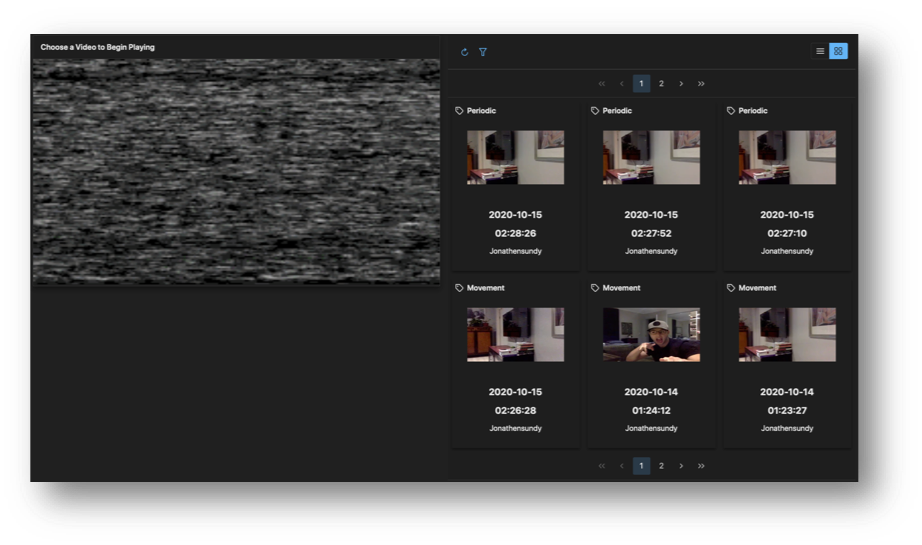 Choose a Video to Begin Playing
1 2
Periodic
2020-10-15
02:28:26
Jonathensundy
Periodic
2020-10-15
02:27:52
Jonathensundy
Periodic
2020-10-15
02:27:10
Jonathensundy
Movement
2020-10-15
02:26:28
Jonathensundy
Movement
2020-10-14
01:24:12
Jonathensundy
Movement
2020-10-14
01:23:27
Jonathensundy
1 2